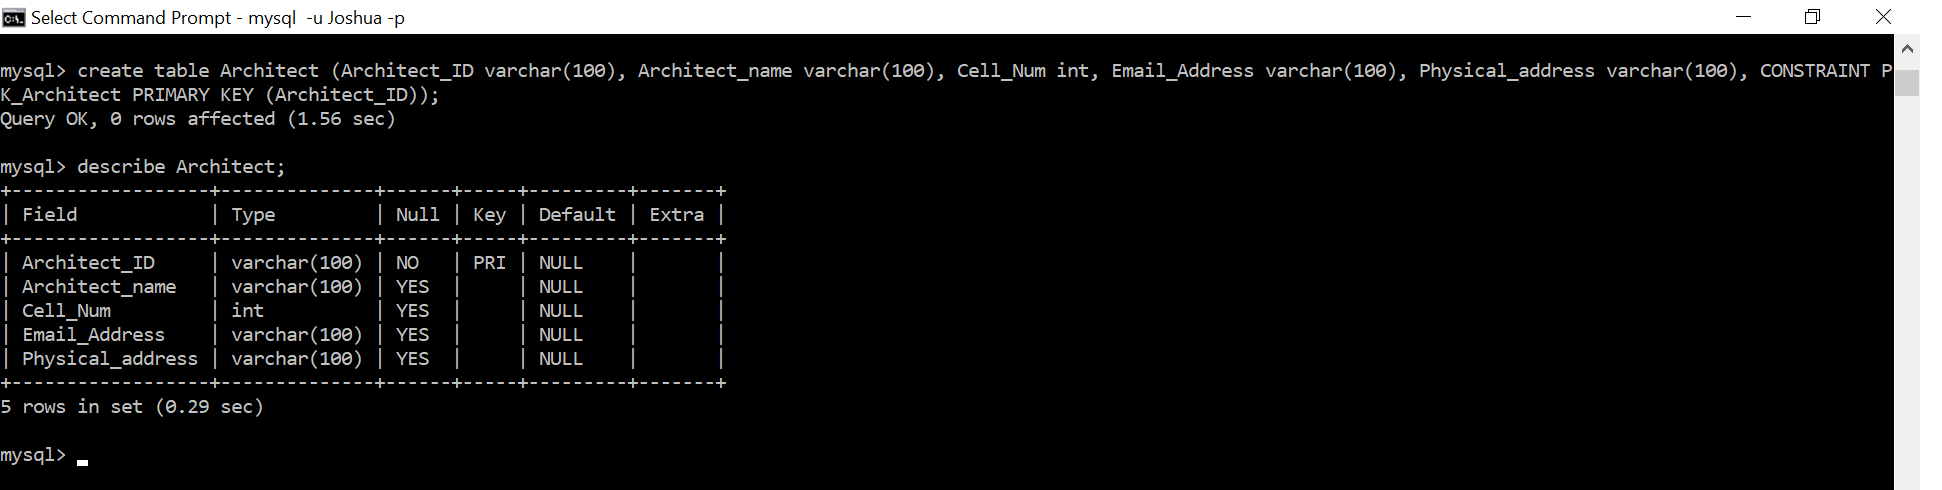 Select Command Prompt - mysql  -u Joshua -p
mysql> create table Architect (Architect_ID varchar(100), Architect_name varchar(100), Cell_Num int, Email_Address varchar(100), Physical_address varchar(100), CONSTRAINT P
K_Architect PRIMARY KEY (Architect_ID));
Query OK, 0 rows affected (1.56 sec)
mysql> describe Architect;
+------------------+--------------+------+-----+---------+-------+
| Field            | Type         | Null | Key | Default | Extra |
+------------------+--------------+------+-----+---------+-------+
| Architect_ID     | varchar(100) | NO   | PRI | NULL    |       |
| Architect_name   | varchar(100) | YES  |     | NULL    |       |
| Cell_Num         | int          | YES  |     | NULL    |       |
| Email_Address    | varchar(100) | YES  |     | NULL    |       |
| Physical_address | varchar(100) | YES  |     | NULL    |       |
+------------------+--------------+------+-----+---------+-------+
5 rows in set (0.29 sec)
mysql>